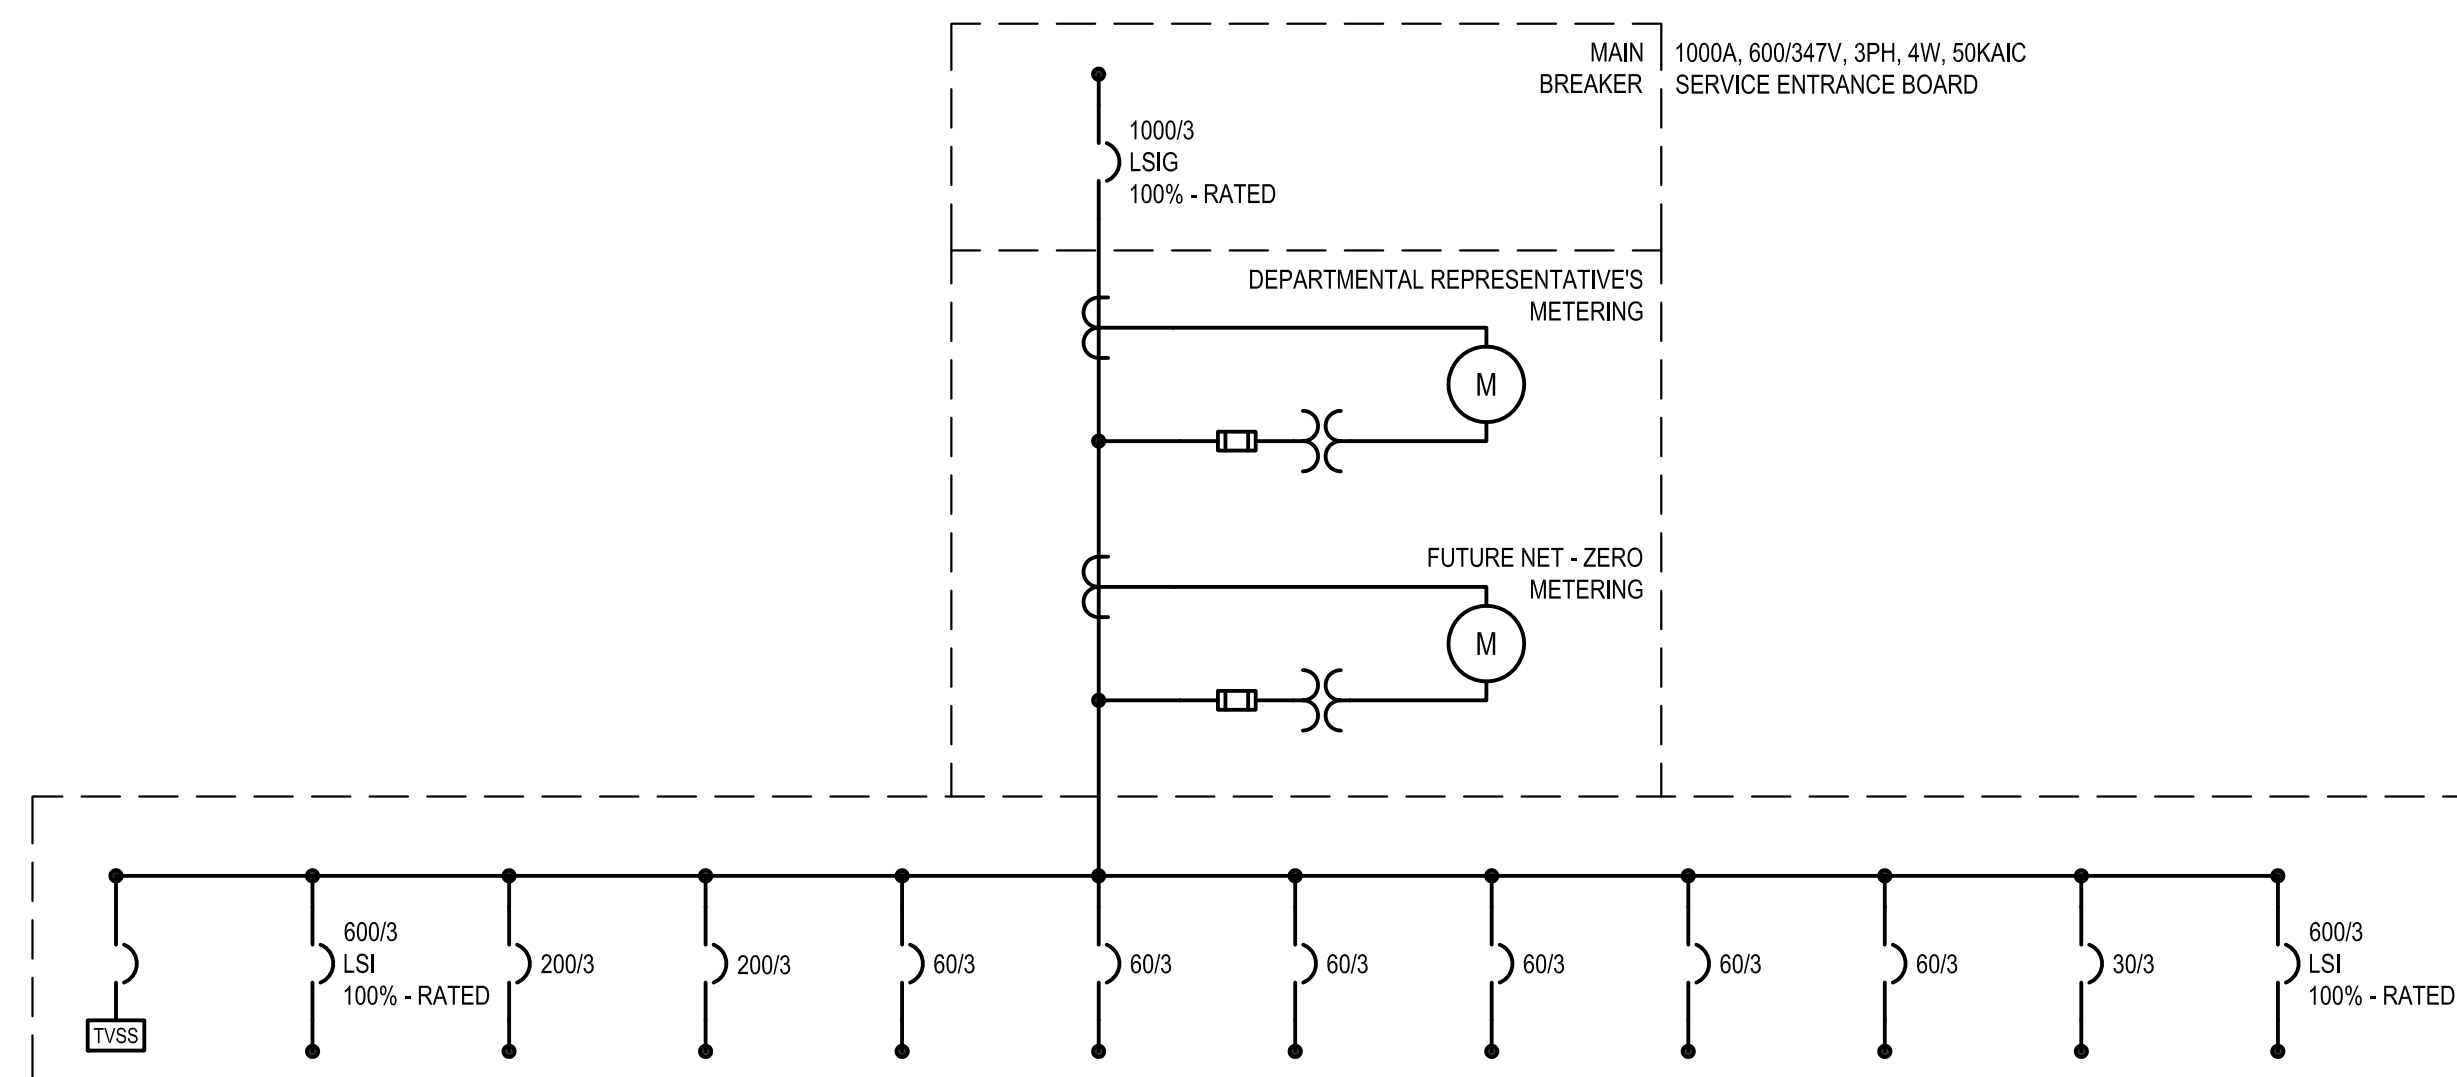 MAIN
BREAKER
1000A, 600/347V, 3PH, 4W, 50KAIC
SERVICE ENTRANCE BOARD
1000/3
LSIG
100% - RATED
DEPARTMENTAL REPRESENTATIVE'S
METERING
M
FUTURE NET - ZERO
METERING
M
TVSS
600/3
LSI
100% - RATED
200/3
200/3
60/3
60/3
60/3
60/3
60/3
60/3
30/3
600/3
LSI
100% - RATED